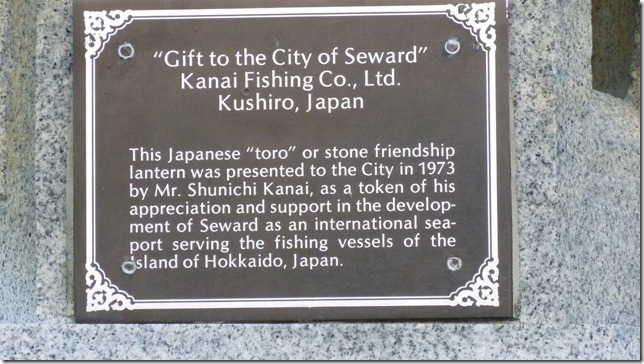 “Gift to the City of Seward”
Kanai Fishing Co., Ltd.
Kushiro, Japan
This Japanese “toro” or stone friendship
lantern was presented to the City in 1973
by Mr. Shunichi Kanai, as a token of his
appreciation and support in the develop-
ment of Seward as an international sea-
port serving the fishing vessels of the
Island of Hokkaido, Japan.